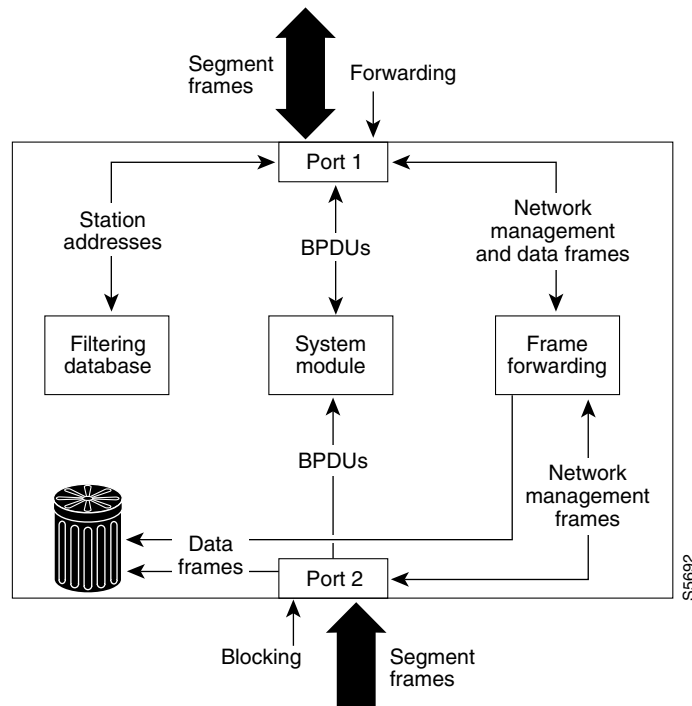 Segment
frames
Forwarding
Port 1
Station
addresses
BPDUs
Network
management
and data frames
Filtering
database
System
module
Frame
forwarding
BPDUs
Network
management
frames
Data
frames
Port 2
Blocking
Segment
frames
S5692